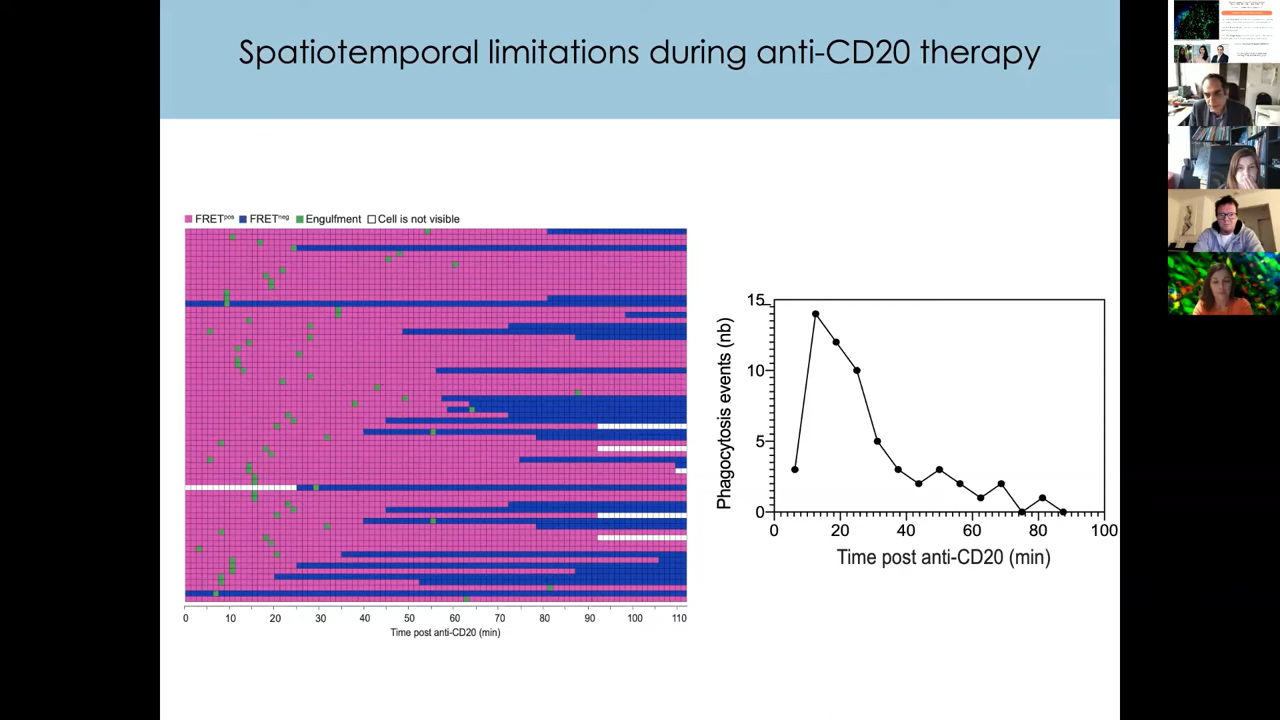 Spatiotemporal limitations during anti-CD20 therapy
FRETpos FRETneg Engulfment Cell is not visible
0 10 20 30 40 50 60 70 80 90 100 110
Time post anti-CD20 (min)
Phagocytosis events (nb)
15
10
5
0
0 20 40 60 80 100
Time post anti-CD20 (min)